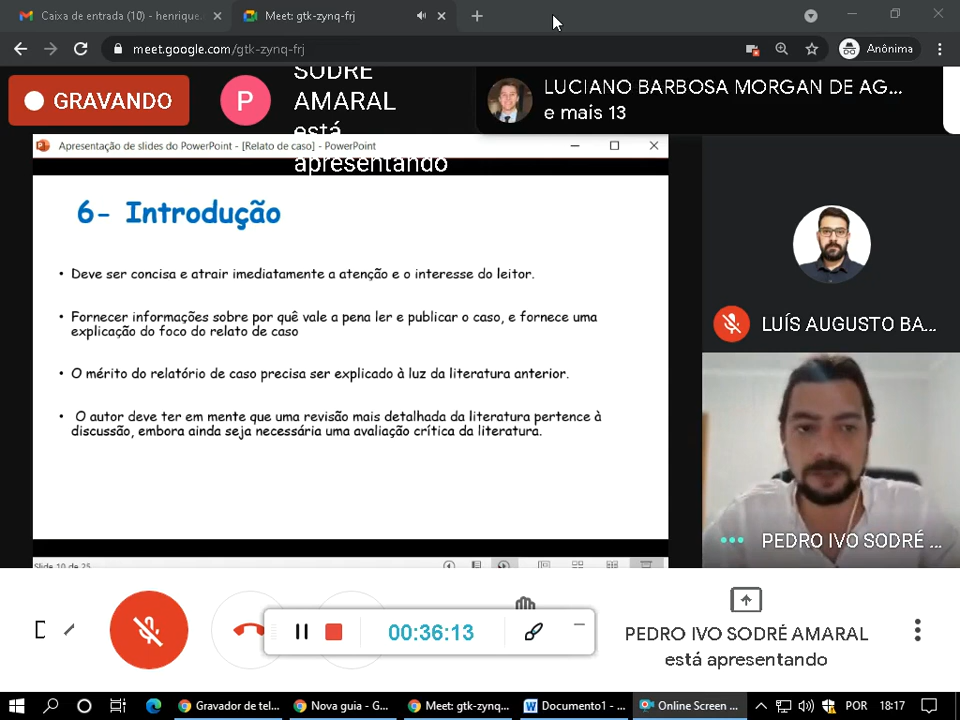 Caixa de entrada (10) - henrique.
Meet: gtk-zynq-frj
meet.google.com/gtk-zynq-frj
Anônima
GRAVANDO
P
SODRÉ
AMARAL
está
apresentando
LUCIANO BARBOSA MORGAN DE AG...
e mais 13
Apresentação de slides do PowerPoint - [Relato de caso] - PowerPoint
6- Introdução
• Deve ser concisa e atrair imediatamente a atenção e o interesse do leitor.
• Fornecer informações sobre por quê vale a pena ler e publicar o caso, e fornece uma
explicação do foco do relato de caso
• O mérito do relatório de caso precisa ser explicado à luz da literatura anterior.
• O autor deve ter em mente que uma revisão mais detalhada da literatura pertence à
discussão, embora ainda seja necessária uma avaliação crítica da literatura.
Slide 10 de 25
LUÍS AUGUSTO BA...
PEDRO IVO SODRÉ ...
00:36:13
PEDRO IVO SODRÉ AMARAL
está apresentando
Gravador de tel...
Nova guia - G...
Meet: gtk-zynq...
Documento1 - ...
Online Screen ...
POR
18:17